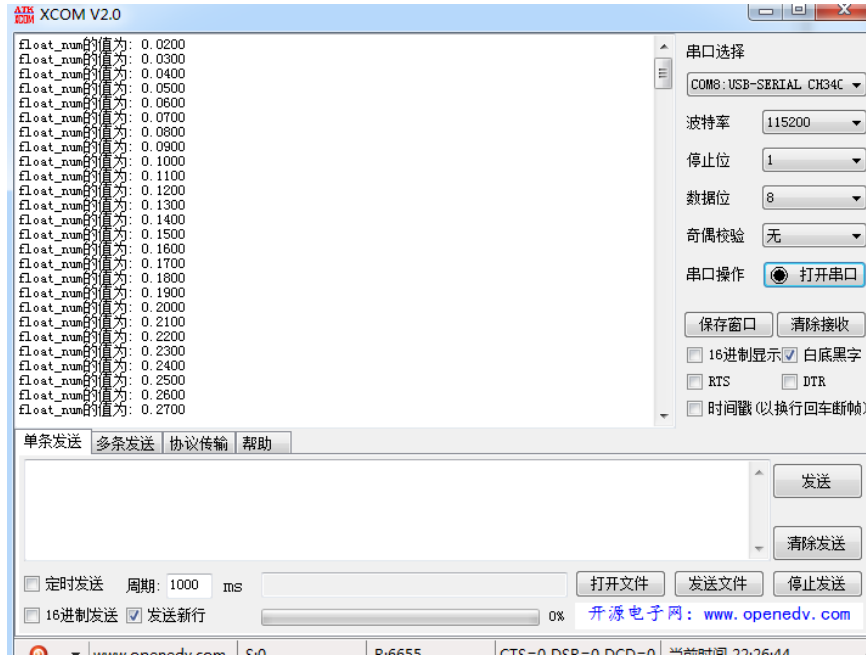 ATK XCOM XCOM V2.0
float_num的值为: 0.0200
float_num的值为: 0.0300
float_num的值为: 0.0400
float_num的值为: 0.0500
float_num的值为: 0.0600
float_num的值为: 0.0700
float_num的值为: 0.0800
float_num的值为: 0.0900
float_num的值为: 0.1000
float_num的值为: 0.1100
float_num的值为: 0.1200
float_num的值为: 0.1300
float_num的值为: 0.1400
float_num的值为: 0.1500
float_num的值为: 0.1600
float_num的值为: 0.1700
float_num的值为: 0.1800
float_num的值为: 0.1900
float_num的值为: 0.2000
float_num的值为: 0.2100
float_num的值为: 0.2200
float_num的值为: 0.2300
float_num的值为: 0.2400
float_num的值为: 0.2500
float_num的值为: 0.2600
float_num的值为: 0.2700
串口选择
COM8:USB-SERIAL CH34C
波特率 115200
停止位 1
数据位 8
奇偶校验 无
串口操作 打开串口
保存窗口 清除接收
16进制显示 白底黑字
RTS DTR
时间戳(以换行回车断帧)
单条发送 多条发送 协议传输 帮助
发送
清除发送
定时发送 周期: 1000 ms 打开文件 发送文件 停止发送
16进制发送 发送新行 0% 开源电子网: www.openedv.com
www.openedv.com S:0 R:6655 CTS=0 DSR=0 DCD=0 当前时间 22:26:44